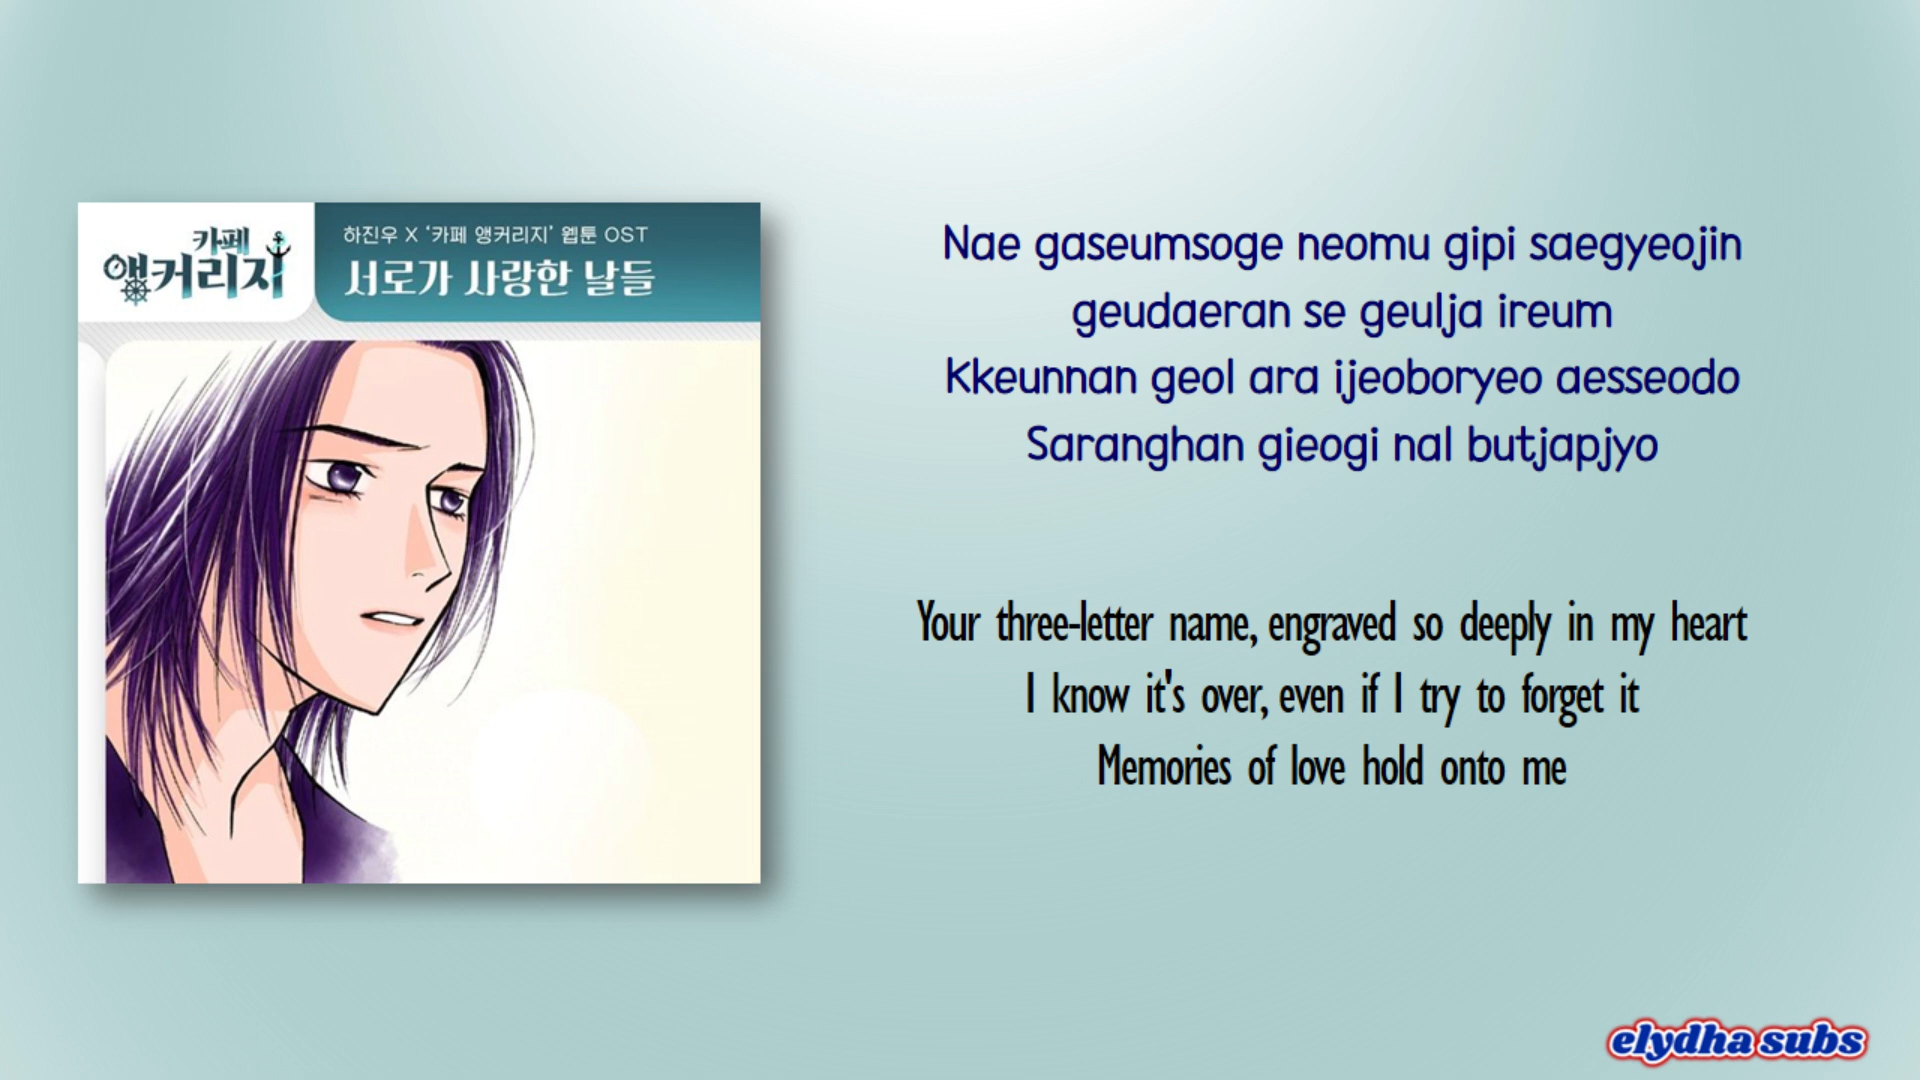 카페
앵커리지
하진우 X ‘카페 앵커리지’ 웹툰 OST
서로가 사랑한 날들
Nae gaseumsoge neomu gipi saegyeojin
geudaeran se geulja ireum
Kkeunnan geol ara ijeoboryeo aesseodo
Saranghan gieogi nal butjapjyo
Your three-letter name, engraved so deeply in my heart
I know it's over, even if I try to forget it
Memories of love hold onto me
elydha subs